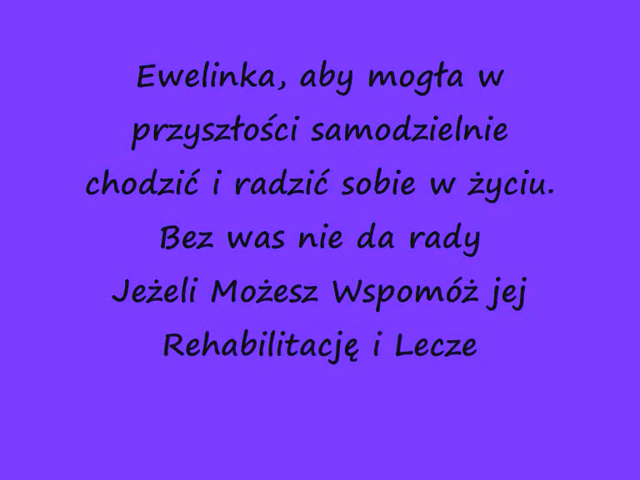 Ewelinka, aby mogła w
przyszłości samodzielnie
chodzić i radzić sobie w życiu.
Bez was nie da rady
Jeżeli Możesz Wspomóż jej
Rehabilitację i Lecze